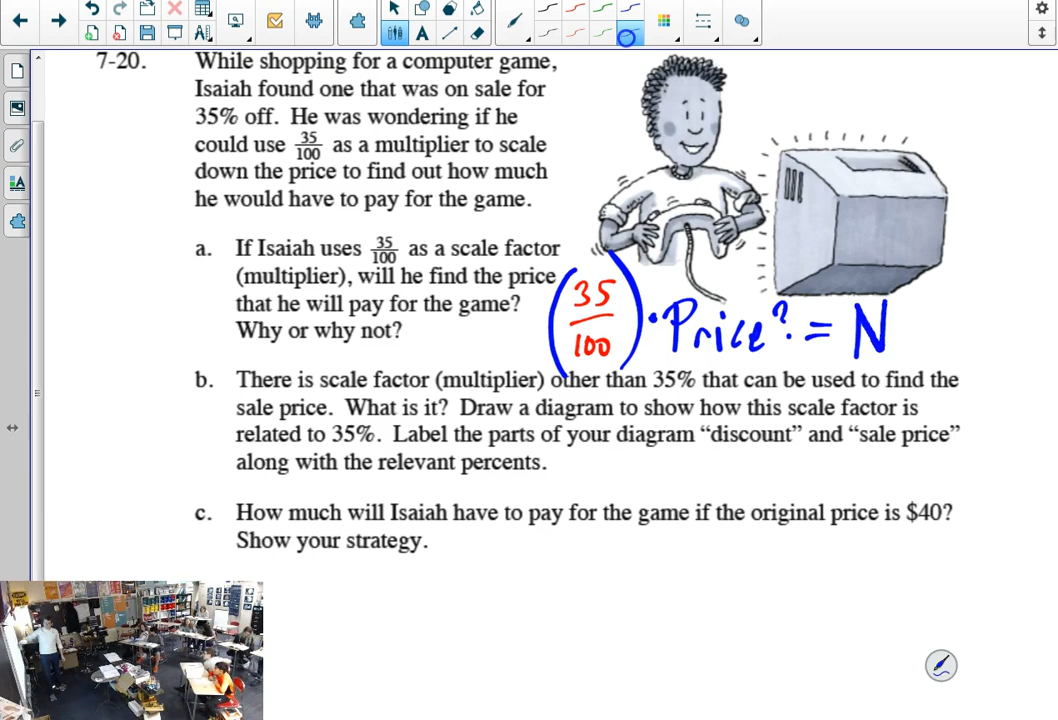 7-20. While shopping for a computer game,
Isaiah found one that was on sale for
35% off. He was wondering if he
could use 35/100 as a multiplier to scale
down the price to find out how much
he would have to pay for the game.
a. If Isaiah uses 35/100 as a scale factor
(multiplier), will he find the price
that he will pay for the game?
Why or why not?
(35/100) · Price? = N
b. There is scale factor (multiplier) other than 35% that can be used to find the
sale price. What is it? Draw a diagram to show how this scale factor is
related to 35%. Label the parts of your diagram “discount” and “sale price”
along with the relevant percents.
c. How much will Isaiah have to pay for the game if the original price is $40?
Show your strategy.